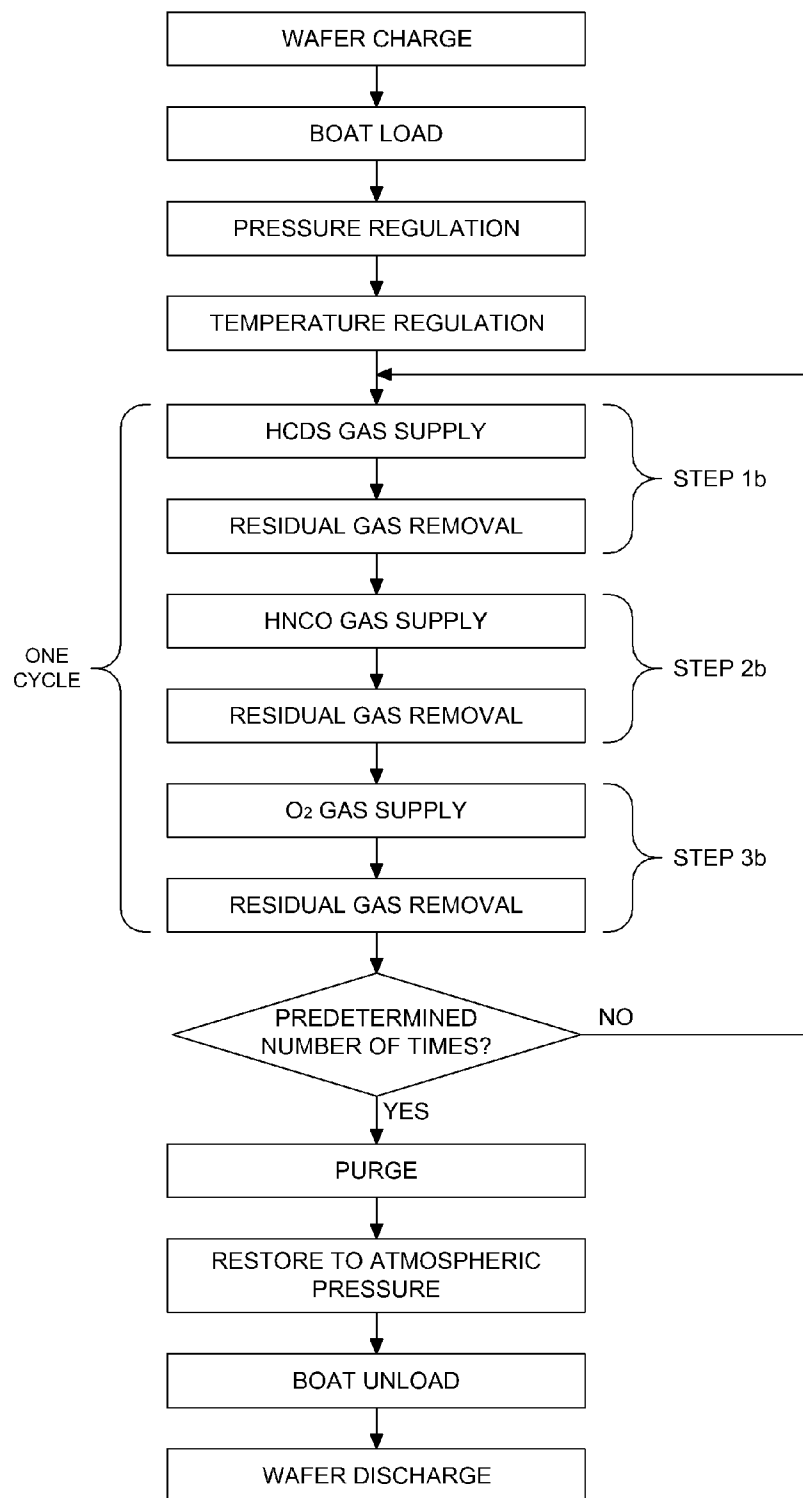 WAFER CHARGE
BOAT LOAD
PRESSURE REGULATION
TEMPERATURE REGULATION
HCDS GAS SUPPLY
STEP 1b
RESIDUAL GAS REMOVAL
HNCO GAS SUPPLY
ONE
CYCLE
STEP 2b
RESIDUAL GAS REMOVAL
O₂ GAS SUPPLY
STEP 3b
RESIDUAL GAS REMOVAL
PREDETERMINED
NUMBER OF TIMES?
NO
YES
PURGE
RESTORE TO ATMOSPHERIC
PRESSURE
BOAT UNLOAD
WAFER DISCHARGE